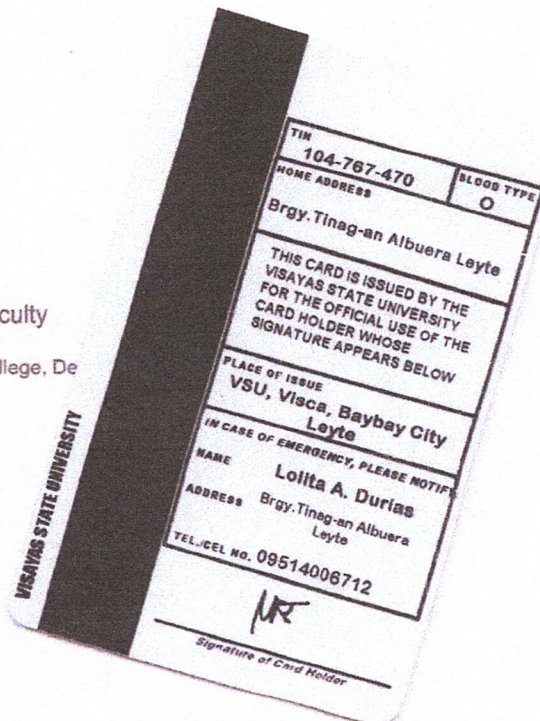 culty
llege, De
VISAYAS STATE UNIVERSITY
TIN
104-767-470
BLOOD TYPE
O
HOME ADDRESS
Brgy.Tinag-an Albuera Leyte
THIS CARD IS ISSUED BY THE
VISAYAS STATE UNIVERSITY
FOR THE OFFICIAL USE OF THE
CARD HOLDER WHOSE
SIGNATURE APPEARS BELOW
PLACE OF ISSUE
VSU, Visca, Baybay City
Leyte
IN CASE OF EMERGENCY, PLEASE NOTIFY
NAME Lolita A. Durias
ADDRESS Brgy.Tinag-an Albuera
Leyte
TEL./CEL NO. 09514006712
Signature of Card Holder